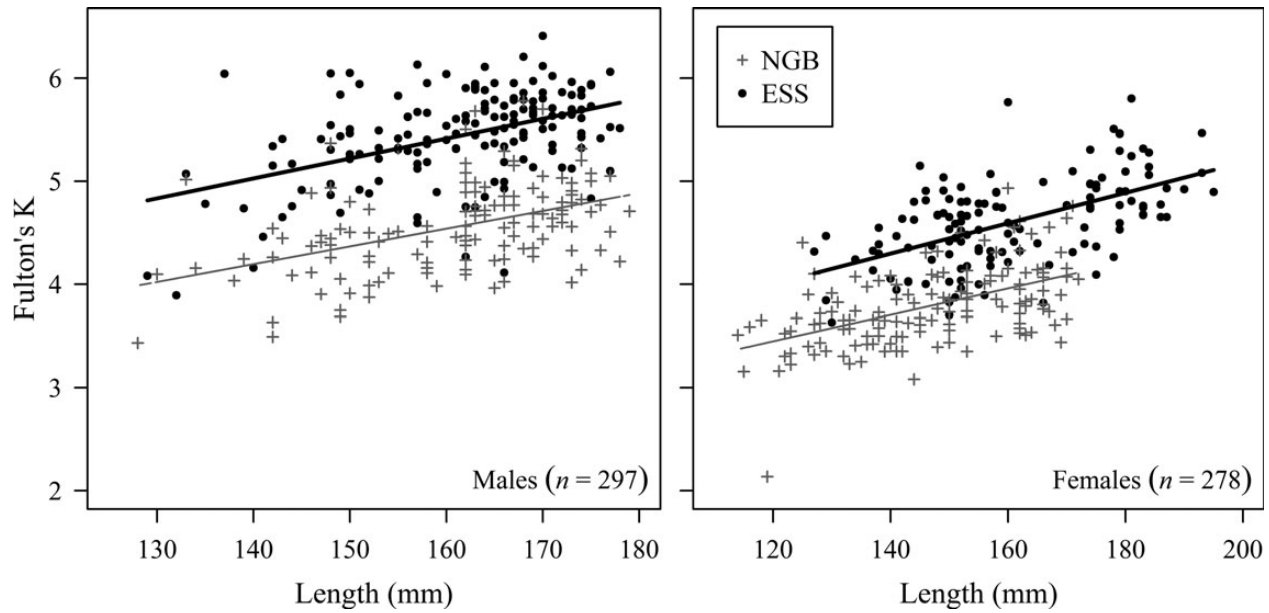 Fulton's K
6
5
4
3
2
130 140 150 160 170 180
Length (mm)
Males (n = 297)
NGB
ESS
Females (n = 278)
120 140 160 180 200
Length (mm)